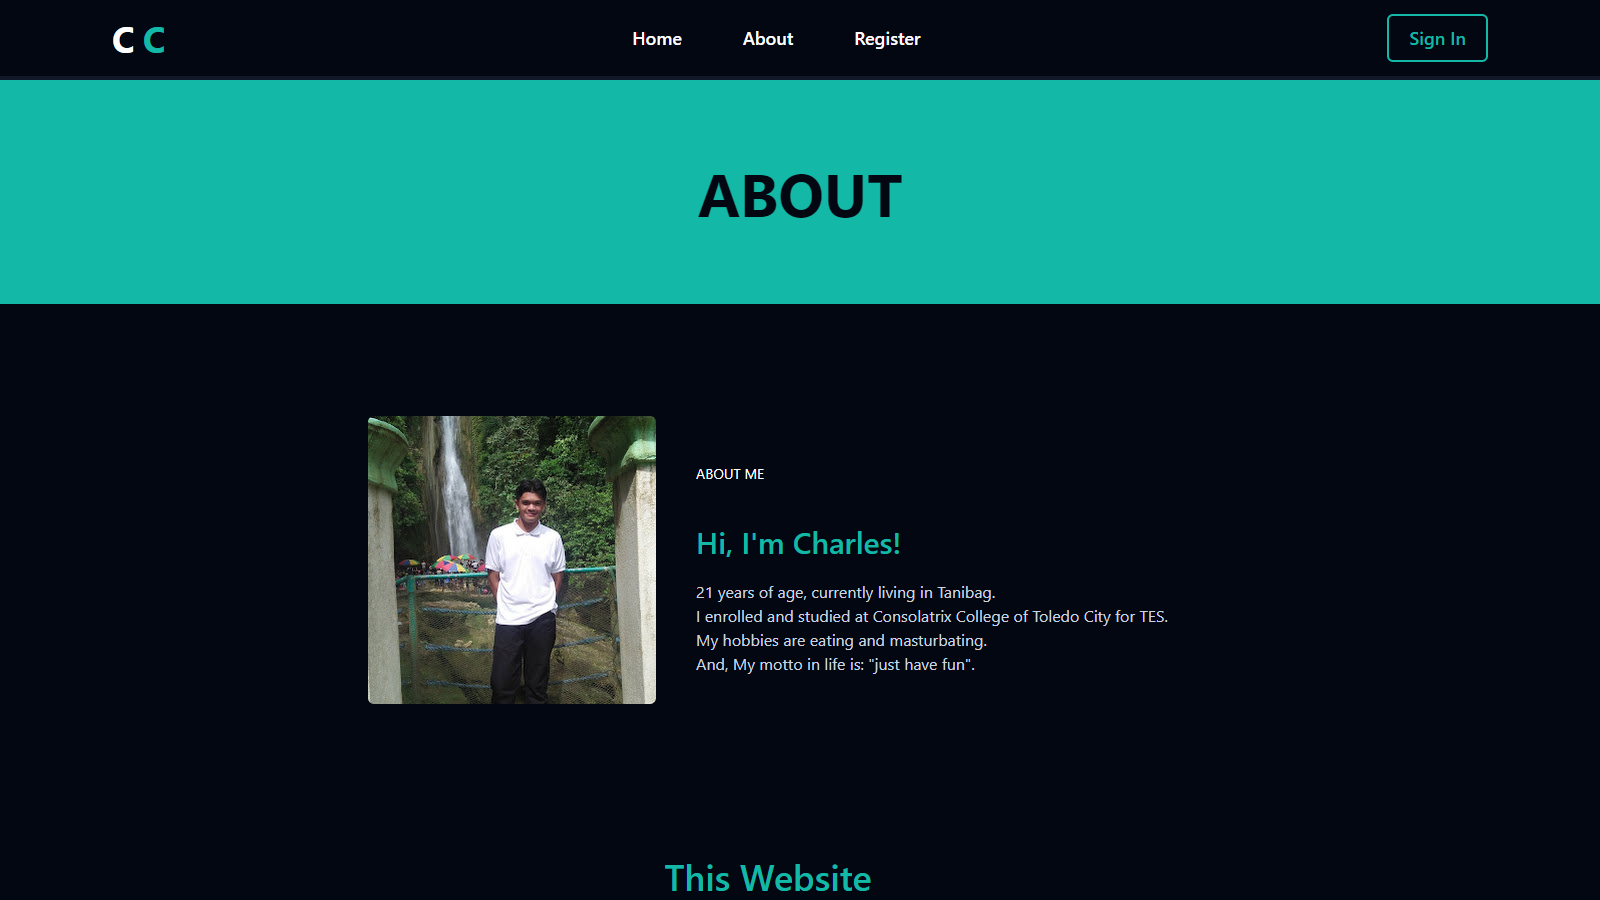 C C
Home
About
Register
Sign In
ABOUT
ABOUT ME
Hi, I'm Charles!
21 years of age, currently living in Tanibag.
I enrolled and studied at Consolatrix College of Toledo City for TES.
My hobbies are eating and masturbating.
And, My motto in life is: "just have fun".
This Website